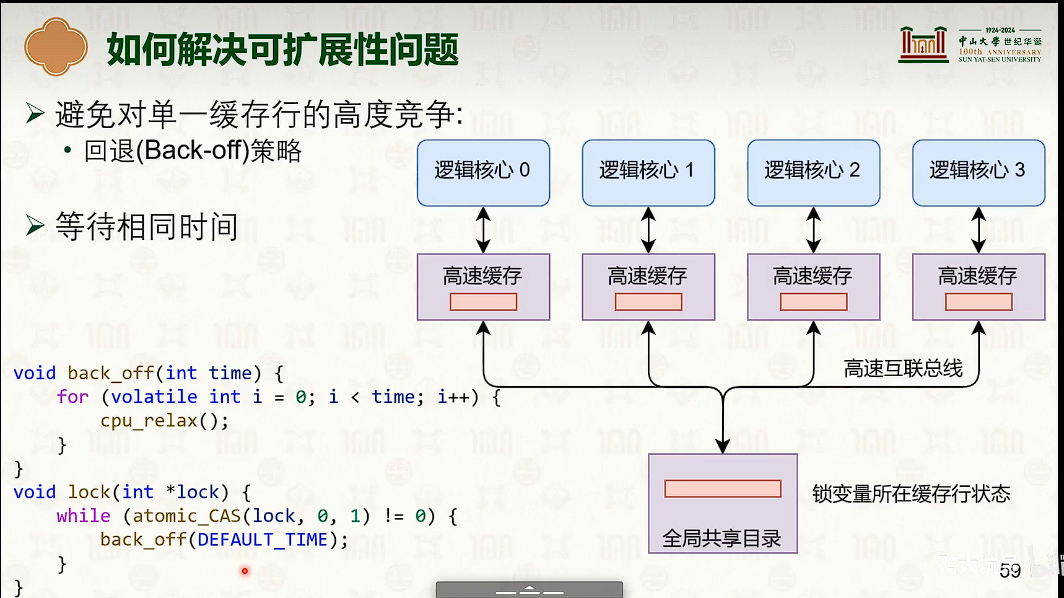 如何解决可扩展性问题
1924-2024
中山大学 世纪华诞
100th ANNIVERSARY
SUN YAT-SEN UNIVERSITY
避免对单一缓存行的高度竞争:
• 回退(Back-off)策略
等待相同时间
逻辑核心 0
逻辑核心 1
逻辑核心 2
逻辑核心 3
高速缓存
高速缓存
高速缓存
高速缓存
高速互联总线
锁变量所在缓存行状态
全局共享目录
void back_off(int time) {
for (volatile int i = 0; i < time; i++) {
cpu_relax();
}
}
void lock(int *lock) {
while (atomic_CAS(lock, 0, 1) != 0) {
back_off(DEFAULT_TIME);
}
}
59